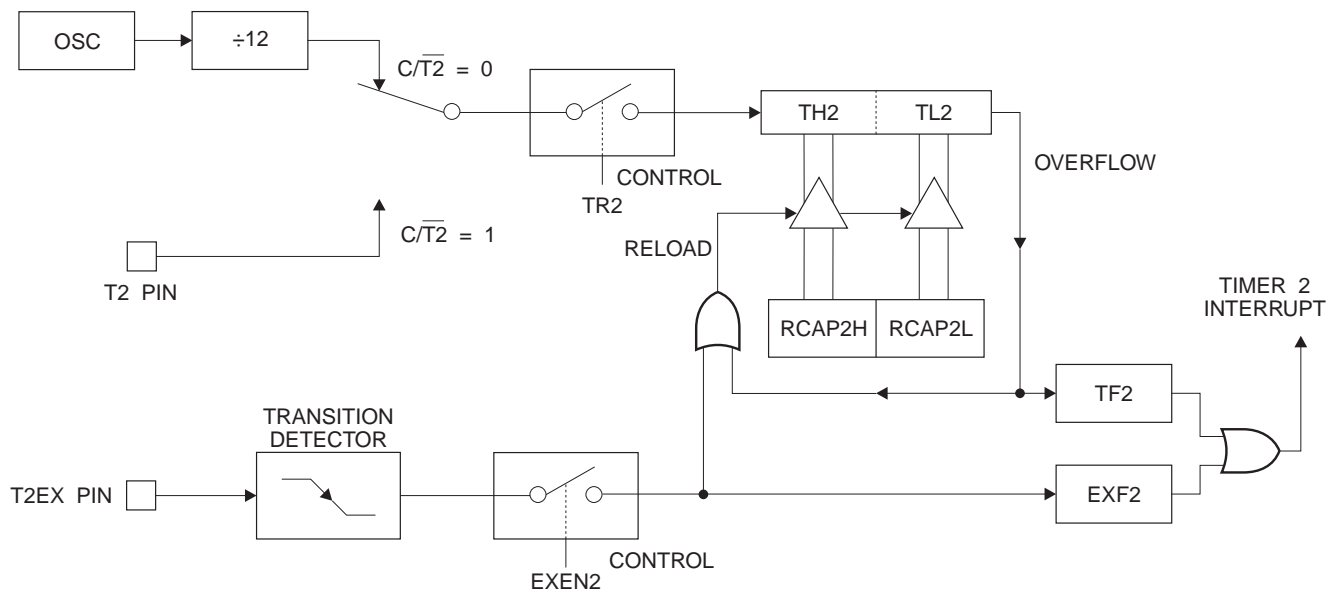 OSC
÷12
C/T2̅ = 0
TH2
TL2
OVERFLOW
CONTROL
TR2
C/T2̅ = 1
RELOAD
T2 PIN
TIMER 2
INTERRUPT
RCAP2H
RCAP2L
TF2
TRANSITION
DETECTOR
T2EX PIN
EXF2
CONTROL
EXEN2